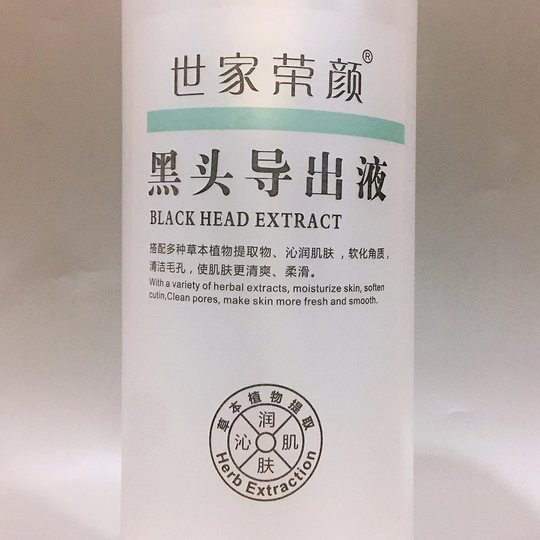 世家荣颜®
黑头导出液
BLACK HEAD EXTRACT
搭配多种草本植物提取物、沁润肌肤，软化角质，
清洁毛孔，使肌肤更清爽、柔滑。
With a variety of herbal extracts, moisturize skin, soften
cutin,Clean pores, make skin more fresh and smooth.
草本植物提取
润
沁 肌
肤
Herb Extraction